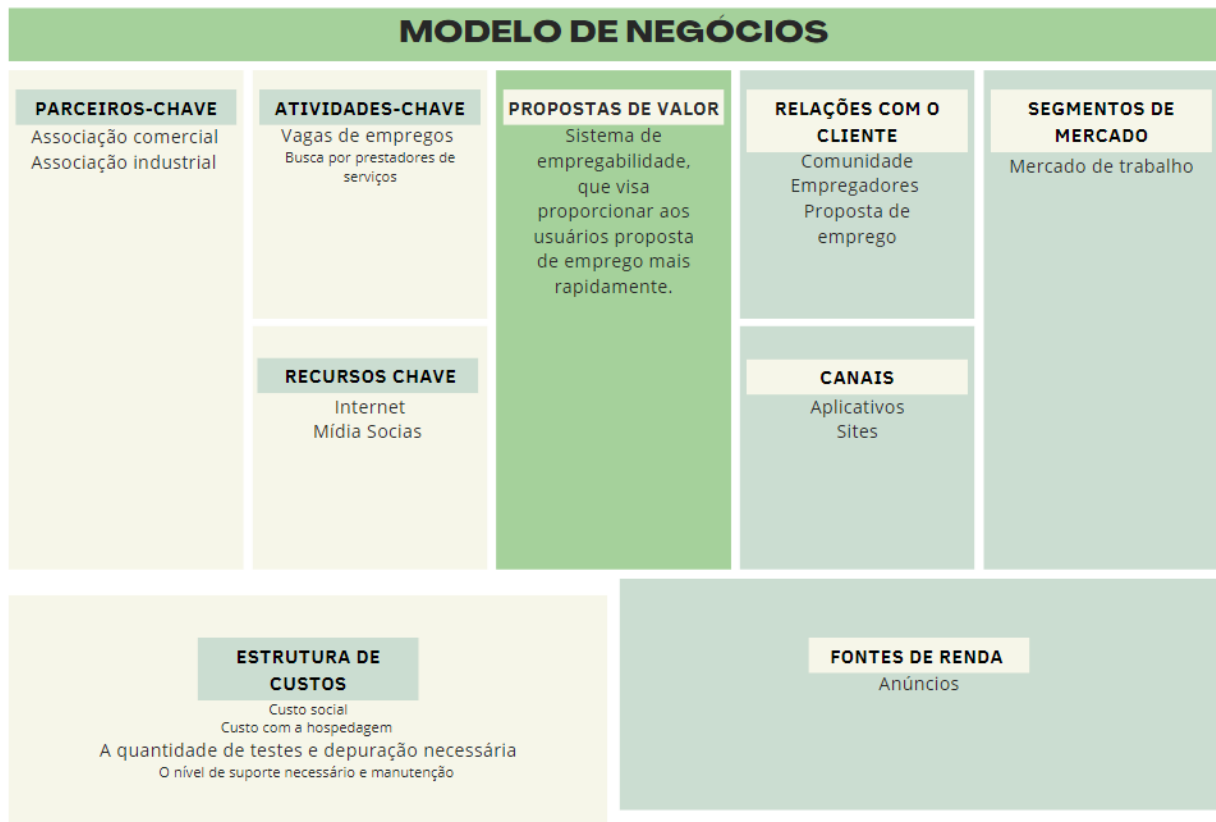 MODELO DE NEGÓCIOS
PARCEIROS-CHAVE
Associação comercial
Associação industrial
ATIVIDADES-CHAVE
Vagas de empregos
Busca por prestadores de
serviços
RECURSOS CHAVE
Internet
Mídia Socias
PROPOSTAS DE VALOR
Sistema de
empregabilidade,
que visa
proporcionar aos
usuários proposta
de emprego mais
rapidamente.
RELAÇÕES COM O
CLIENTE
Comunidade
Empregadores
Proposta de
emprego
CANAIS
Aplicativos
Sites
SEGMENTOS DE
MERCADO
Mercado de trabalho
ESTRUTURA DE
CUSTOS
Custo social
Custo com a hospedagem
A quantidade de testes e depuração necessária
O nível de suporte necessário e manutenção
FONTES DE RENDA
Anúncios